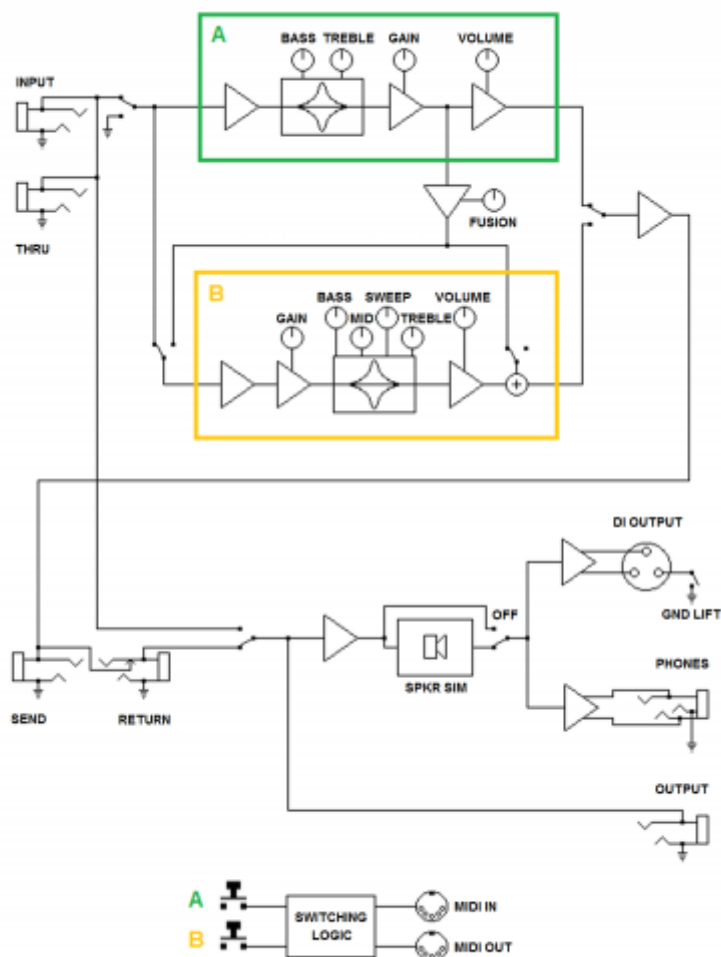 A
BASS TREBLE GAIN VOLUME
INPUT
THRU
FUSION
B
BASS SWEEP VOLUME
GAIN MID TREBLE
DI OUTPUT
OFF
GND LIFT
SPKR SIM
PHONES
SEND RETURN
OUTPUT
A
SWITCHING
LOGIC
MIDI IN
B
MIDI OUT